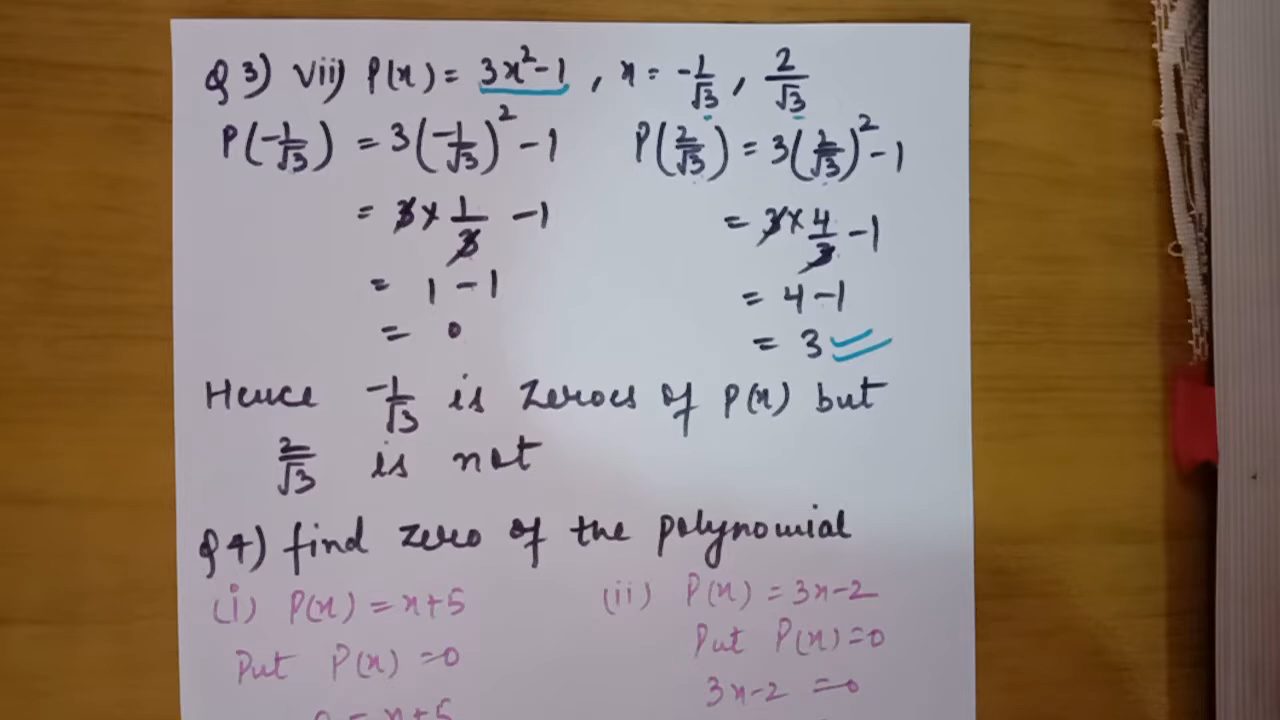 Q 3) vii) P(x) = 3x²-1 , x = -1/√3 , 2/√3
P(-1/√3) = 3(-1/√3)² - 1
= 3 × 1/3 - 1
= 1 - 1
= 0
P(2/√3) = 3(2/√3)² - 1
= 3 × 4/3 - 1
= 4 - 1
= 3
Hence -1/√3 is zeroes of P(x) but
2/√3 is not
Q 4) find zero of the polynomial
(i) P(x) = x+5
Put P(x) = 0
0 = x+5
(ii) P(x) = 3x-2
Put P(x) = 0
3x-2 = 0